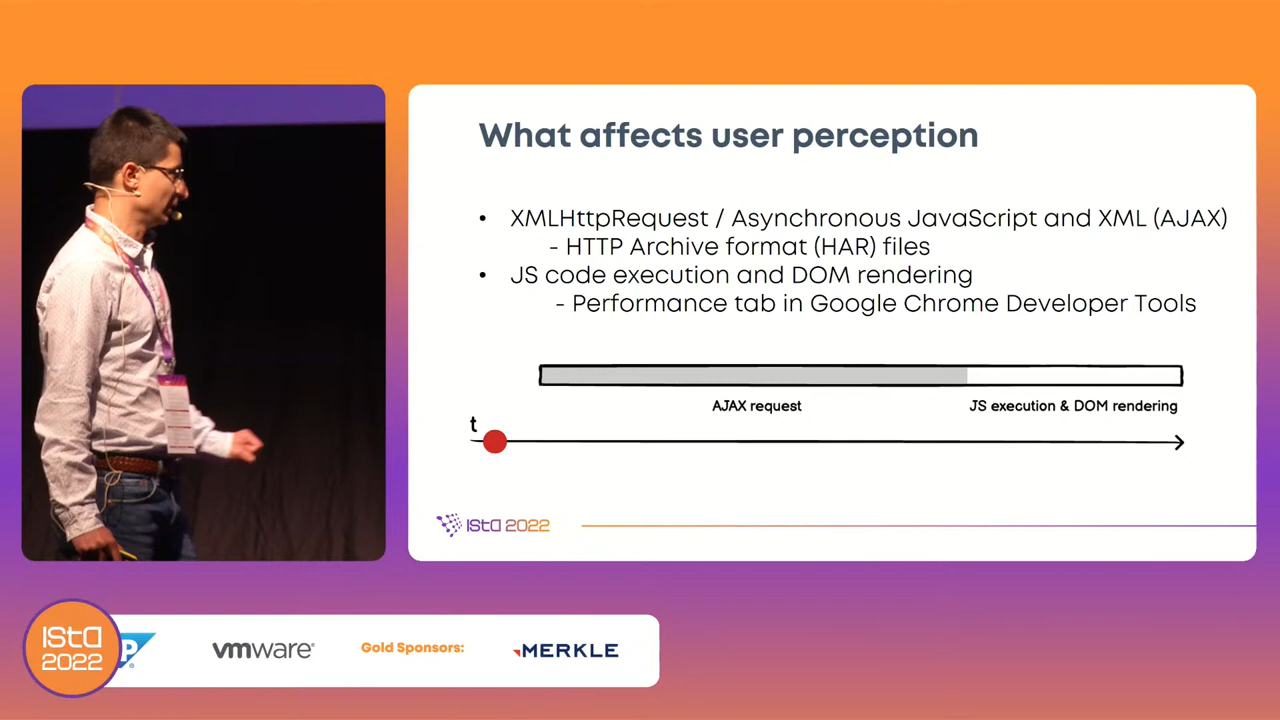 What affects user perception
• XMLHttpRequest / Asynchronous JavaScript and XML (AJAX)
- HTTP Archive format (HAR) files
• JS code execution and DOM rendering
- Performance tab in Google Chrome Developer Tools
AJAX request
JS execution & DOM rendering
t
ISTA 2022
ISTA
2022
P
vmware®
Gold Sponsors:
MERKLE